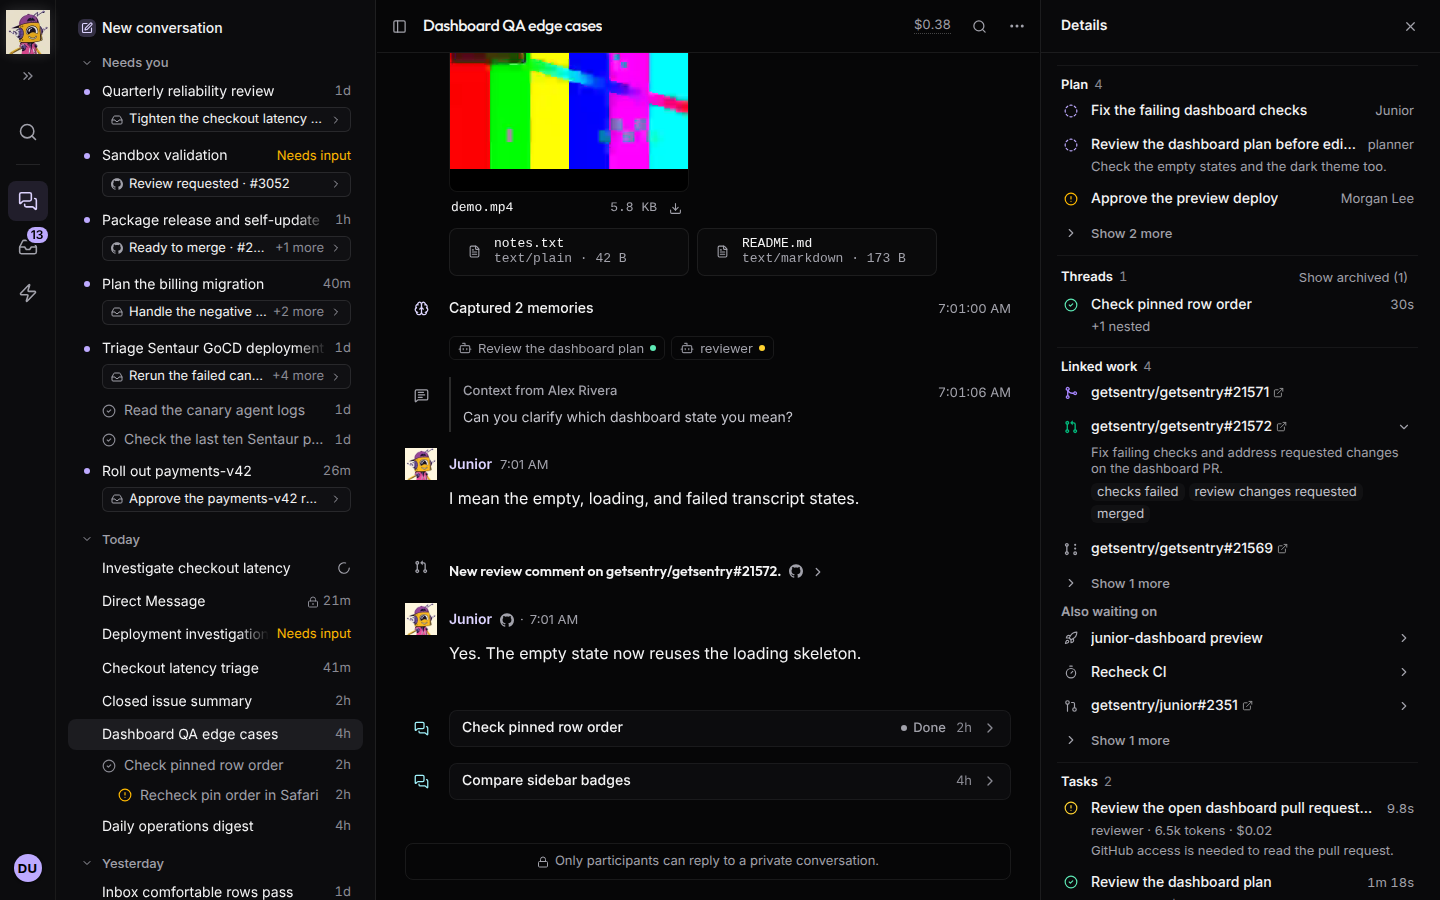 New conversation
Needs you
Quarterly reliability review 1d
Tighten the checkout latency ...
Sandbox validation Needs input
Review requested · #3052
Package release and self-update 1h
Ready to merge · #2... +1 more
Plan the billing migration 40m
Handle the negative ... +2 more
Triage Sentaur GoCD deployment 1d
Rerun the failed can... +4 more
Read the canary agent logs 1d
Check the last ten Sentaur p... 1d
Roll out payments-v42 26m
Approve the payments-v42 r...
Today
Investigate checkout latency
Direct Message 21m
Deployment investigation Needs input
Checkout latency triage 41m
Closed issue summary 2h
Dashboard QA edge cases 4h
Check pinned row order 2h
Recheck pin order in Safari 2h
Daily operations digest 4h
Yesterday
Inbox comfortable rows pass 1d
13
DU
Dashboard QA edge cases $0.38
demo.mp4 5.8 KB
notes.txt
text/plain · 42 B
README.md
text/markdown · 173 B
Captured 2 memories 7:01:00 AM
Review the dashboard plan
reviewer
Context from Alex Rivera 7:01:06 AM
Can you clarify which dashboard state you mean?
Junior 7:01 AM
I mean the empty, loading, and failed transcript states.
New review comment on getsentry/getsentry#21572.
Junior · 7:01 AM
Yes. The empty state now reuses the loading skeleton.
Check pinned row order Done 2h
Compare sidebar badges 4h
Only participants can reply to a private conversation.
Details
Plan 4
Fix the failing dashboard checks Junior
Review the dashboard plan before edi... planner
Check the empty states and the dark theme too.
Approve the preview deploy Morgan Lee
Show 2 more
Threads 1 Show archived (1)
Check pinned row order 30s
+1 nested
Linked work 4
getsentry/getsentry#21571
getsentry/getsentry#21572
Fix failing checks and address requested changes
on the dashboard PR.
checks failed review changes requested
merged
getsentry/getsentry#21569
Show 1 more
Also waiting on
junior-dashboard preview
Recheck CI
getsentry/junior#2351
Show 1 more
Tasks 2
Review the open dashboard pull request... 9.8s
reviewer · 6.5k tokens · $0.02
GitHub access is needed to read the pull request.
Review the dashboard plan 1m 18s